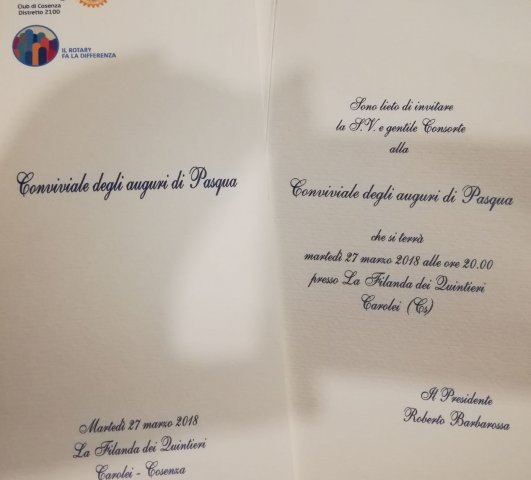 Club di Cosenza
Distretto 2100
IL ROTARY
FA LA DIFFERENZA
Conviviale degli auguri di Pasqua
Martedì 27 marzo 2018
La Filanda dei Quintieri
Carolei - Cosenza
Sono lieto di invitare
la S.V. e gentile Consorte
alla
Conviviale degli auguri di Pasqua
che si terrà
martedì 27 marzo 2018 alle ore 20.00
presso La Filanda dei Quintieri
Carolei (Cs)
Il Presidente
Roberto Barbarossa